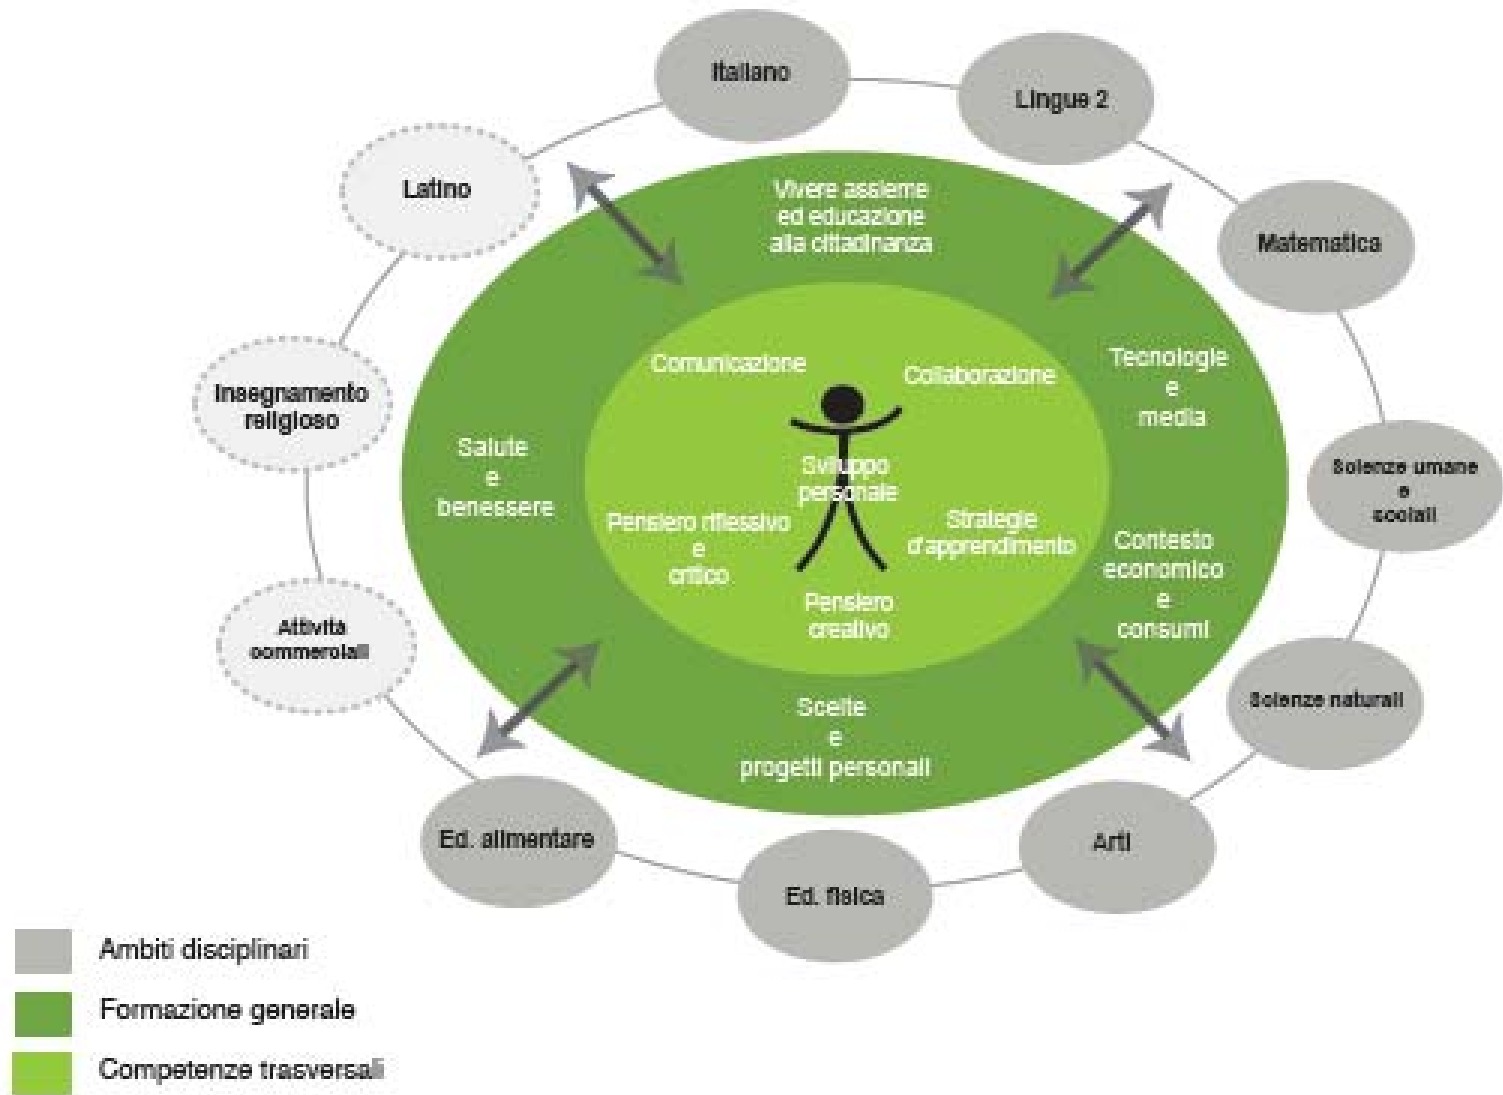 Italiano
Lingue 2
Latino
Matematica
Vivere assieme
ed educazione
alla cittadinanza
Comunicazione
Collaborazione
Tecnologie
e
media
Insegnamento
religioso
Salute
e
benessere
Sviluppo
personale
Scienze umane
e
sociali
Pensiero riflessivo
e
critico
Strategie
d'apprendimento
Contesto
economico
e
consumi
Pensiero
creativo
Attività
commerciali
Scienze naturali
Scelte
e
progetti personali
Ed. alimentare
Ed. fisica
Arti
Ambiti disciplinari
Formazione generale
Competenze trasversali